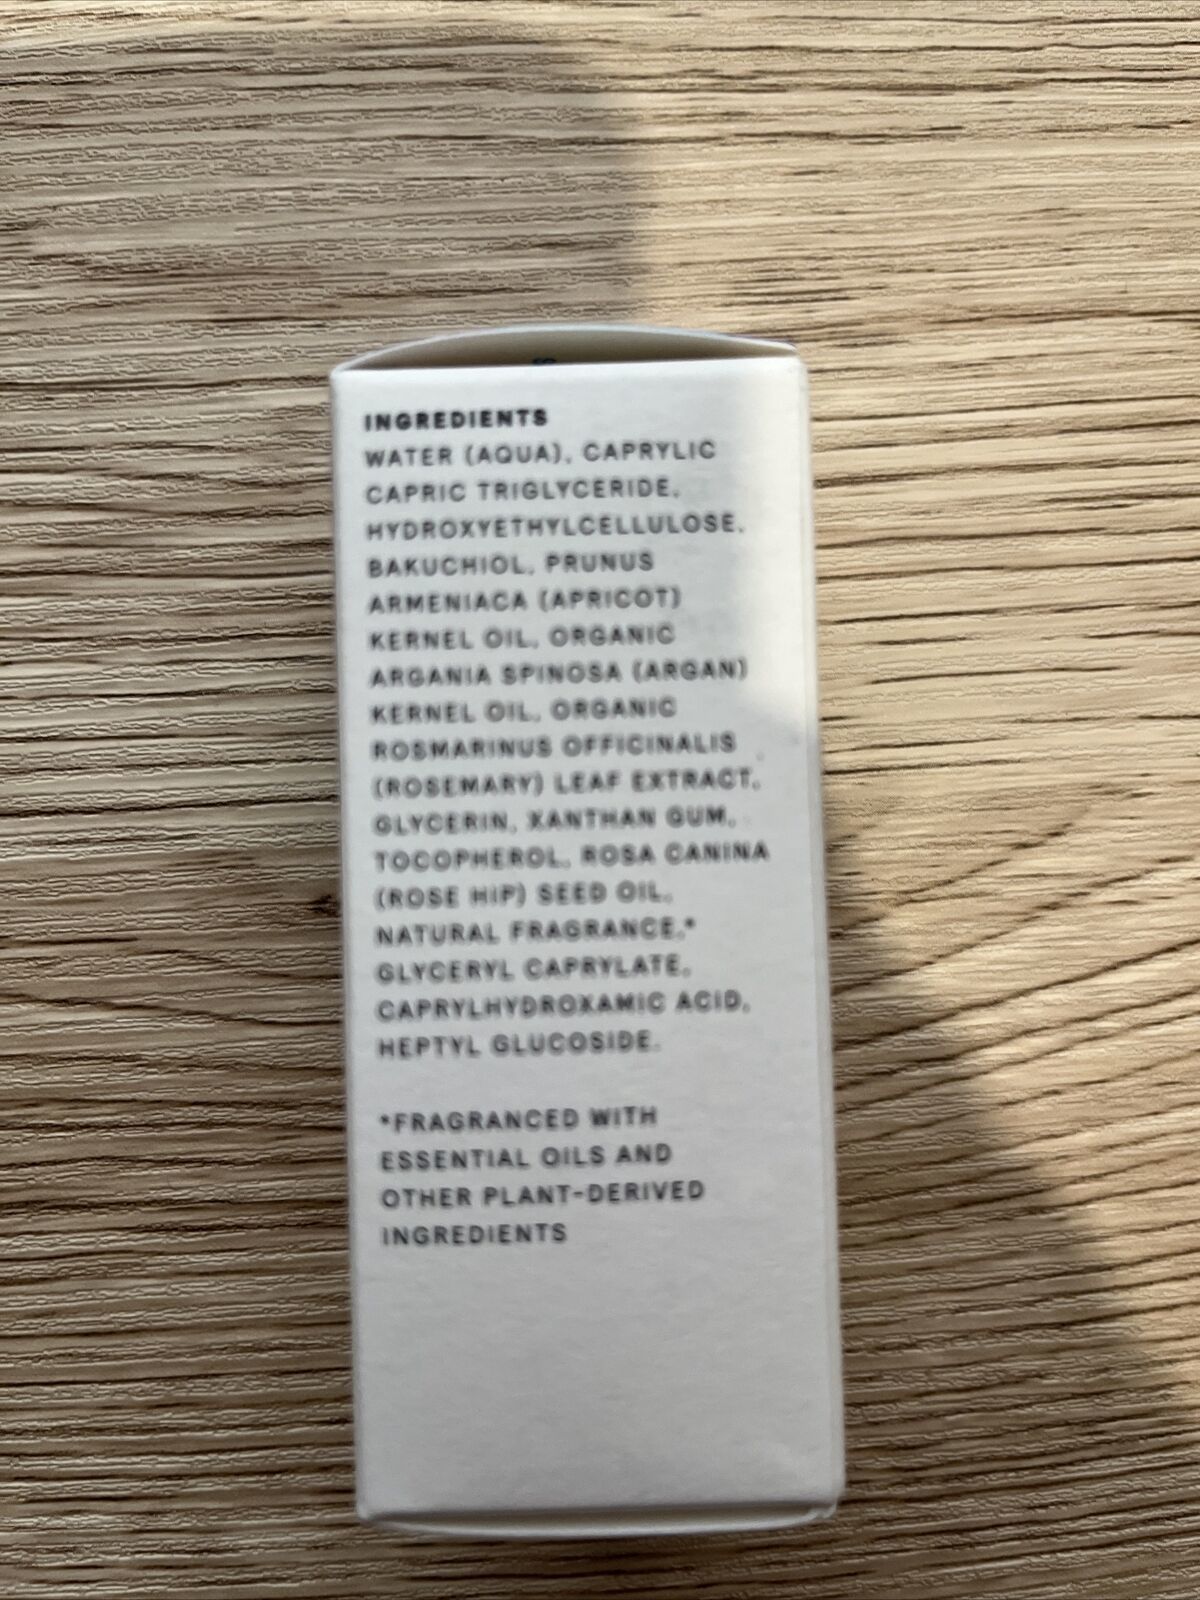 INGREDIENTS
WATER (AQUA), CAPRYLIC
CAPRIC TRIGLYCERIDE,
HYDROXYETHYLCELLULOSE,
BAKUCHIOL, PRUNUS
ARMENIACA (APRICOT)
KERNEL OIL, ORGANIC
ARGANIA SPINOSA (ARGAN)
KERNEL OIL, ORGANIC
ROSMARINUS OFFICINALIS
(ROSEMARY) LEAF EXTRACT,
GLYCERIN, XANTHAN GUM,
TOCOPHEROL, ROSA CANINA
(ROSE HIP) SEED OIL,
NATURAL FRAGRANCE,*
GLYCERYL CAPRYLATE,
CAPRYLHYDROXAMIC ACID,
HEPTYL GLUCOSIDE.
*FRAGRANCED WITH
ESSENTIAL OILS AND
OTHER PLANT-DERIVED
INGREDIENTS